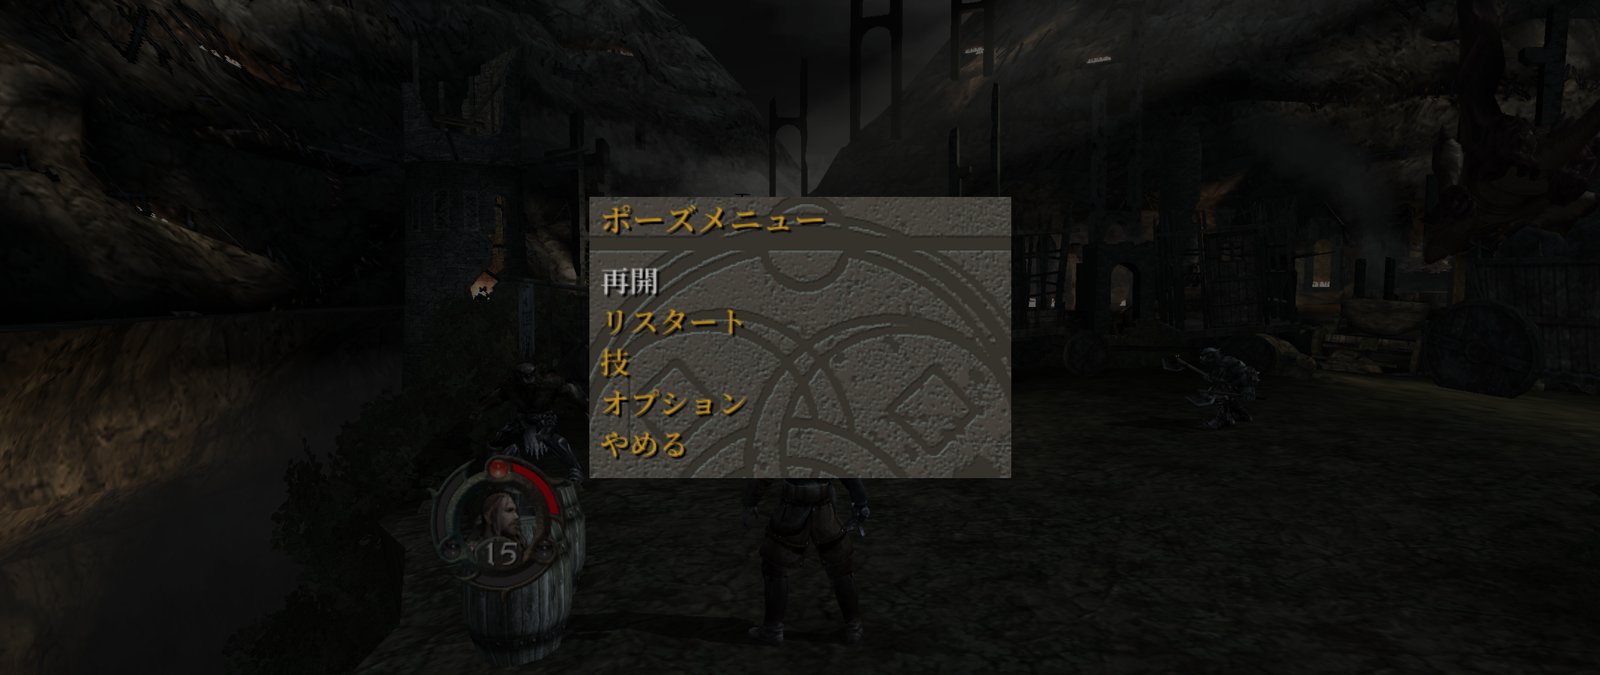 ポーズメニュー
再開
リスタート
技
オプション
やめる
15